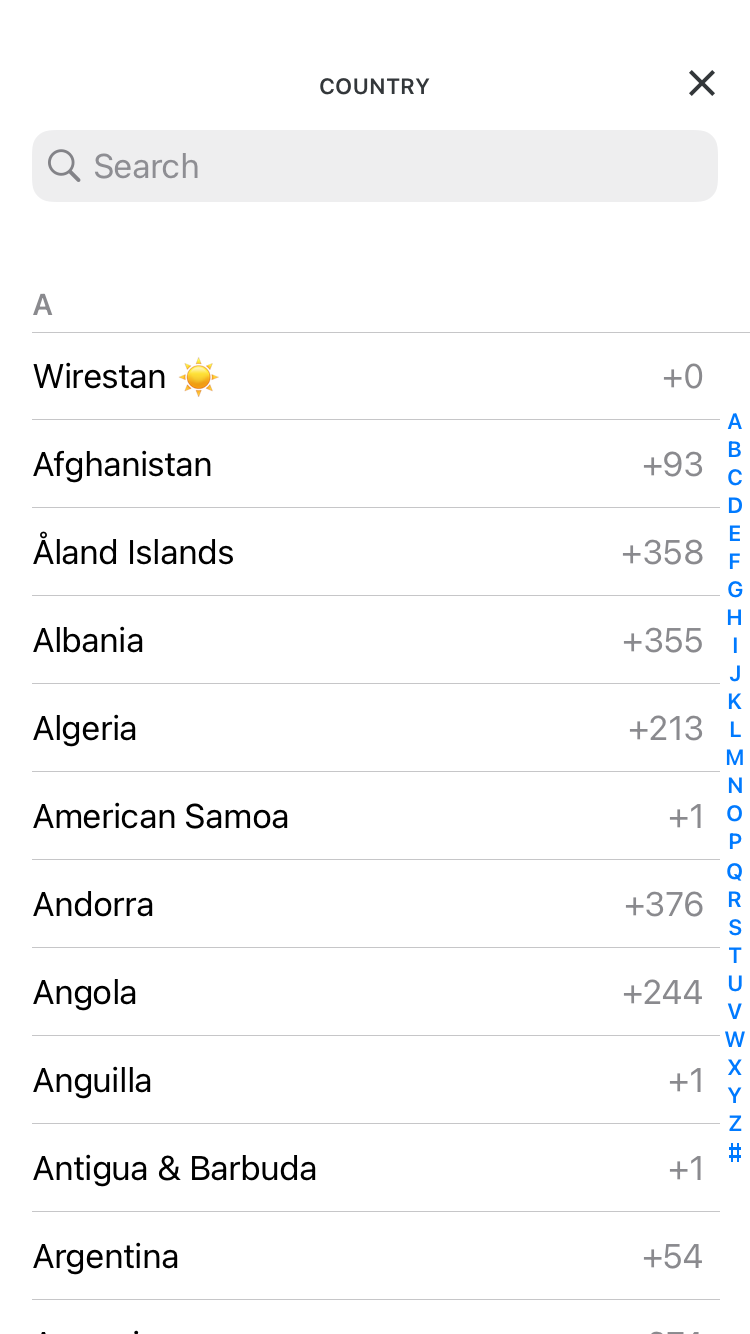 COUNTRY
Search
A
Wirestan ☀️ +0
Afghanistan +93
Åland Islands +358
Albania +355
Algeria +213
American Samoa +1
Andorra +376
Angola +244
Anguilla +1
Antigua & Barbuda +1
Argentina +54
A
B
C
D
E
F
G
H
I
J
K
L
M
N
O
P
Q
R
S
T
U
V
W
X
Y
Z
#